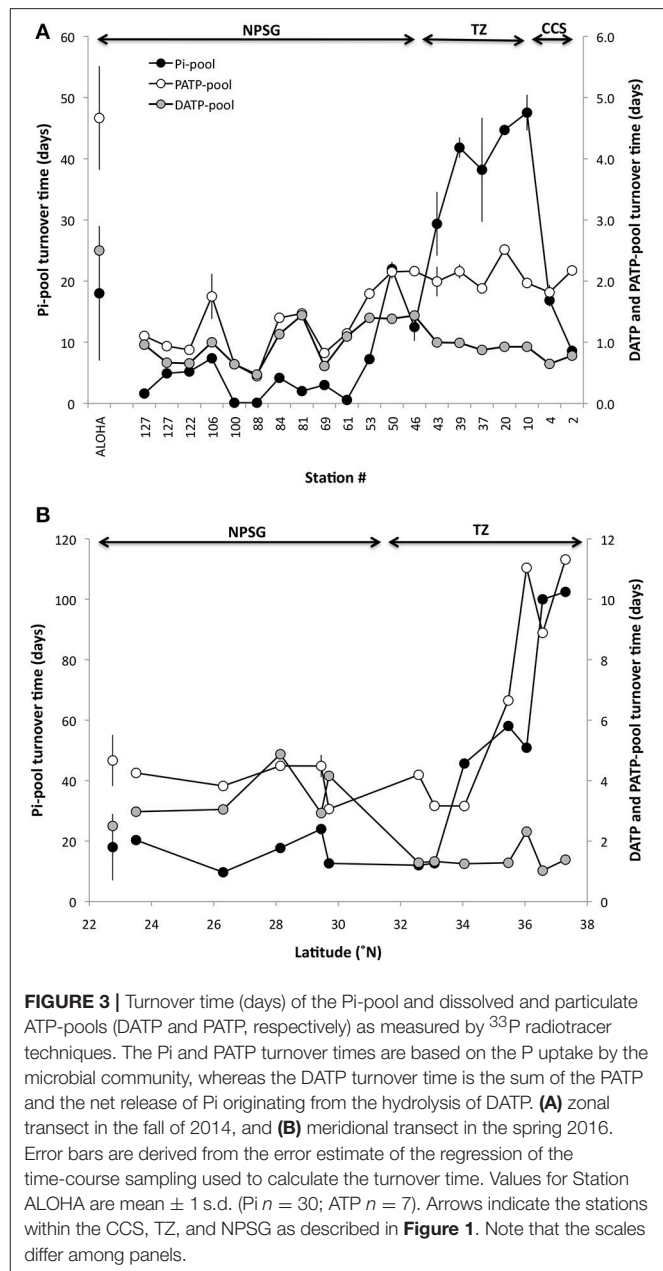 A
NPSG
TZ
CCS
60
50
40
30
20
10
0
Pi-pool turnover time (days)
Pi-pool
PATP-pool
DATP-pool
6.0
5.0
4.0
3.0
2.0
1.0
0.0
DATP and PATP-pool turnover time (days)
ALOHA
127
127
122
106
100
88
84
81
69
61
53
50
46
43
39
37
20
10
4
2
Station #
B
NPSG
TZ
120
100
80
60
40
20
0
Pi-pool turnover time (days)
12
10
8
6
4
2
0
DATP and PATP-pool turnover time (days)
22 24 26 28 30 32 34 36 38
Latitude (˚N)
FIGURE 3 | Turnover time (days) of the Pi-pool and dissolved and particulate
ATP-pools (DATP and PATP, respectively) as measured by ³³P radiotracer
techniques. The Pi and PATP turnover times are based on the P uptake by the
microbial community, whereas the DATP turnover time is the sum of the PATP
and the net release of Pi originating from the hydrolysis of DATP. (A) zonal
transect in the fall of 2014, and (B) meridional transect in the spring 2016.
Error bars are derived from the error estimate of the regression of the
time-course sampling used to calculate the turnover time. Values for Station
ALOHA are mean ± 1 s.d. (Pi n = 30; ATP n = 7). Arrows indicate the stations
within the CCS, TZ, and NPSG as described in Figure 1. Note that the scales
differ among panels.